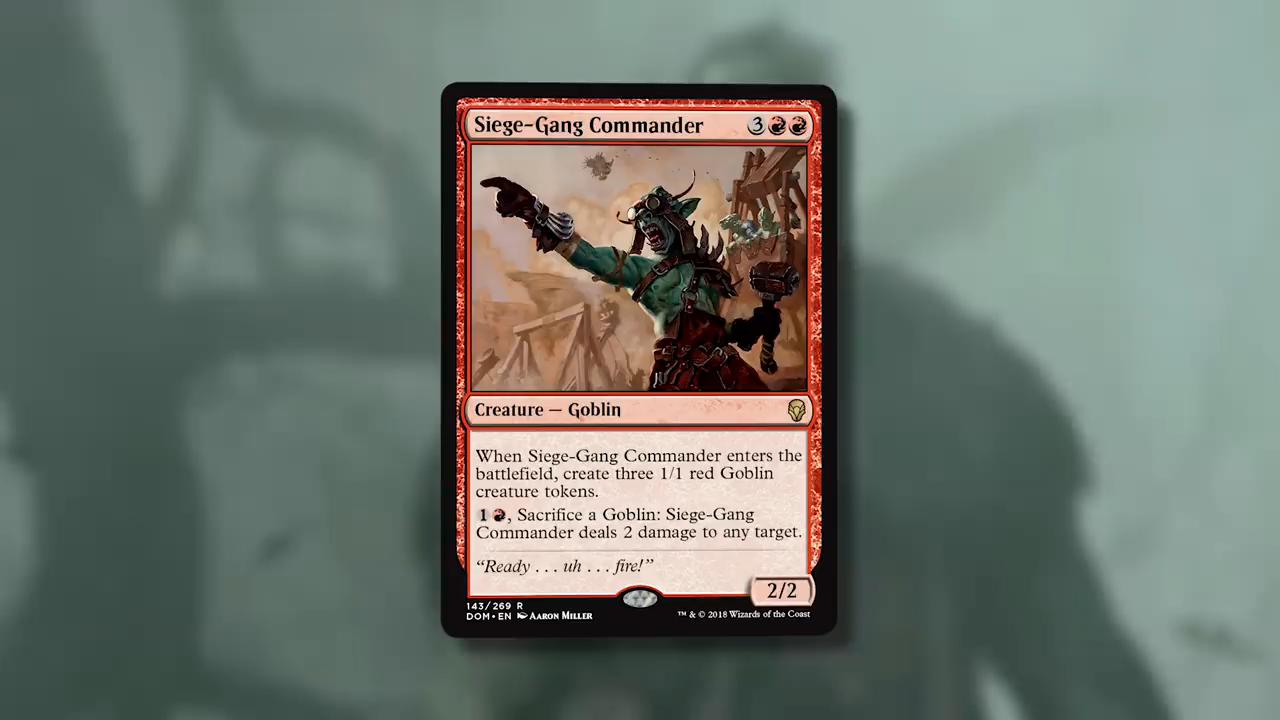 Siege-Gang Commander 3
Creature — Goblin
When Siege-Gang Commander enters the
battlefield, create three 1/1 red Goblin
creature tokens.
1 , Sacrifice a Goblin: Siege-Gang
Commander deals 2 damage to any target.
“Ready . . . uh . . . fire!”
2/2
143/269 R
DOM • EN Aaron Miller
™ & © 2018 Wizards of the Coast